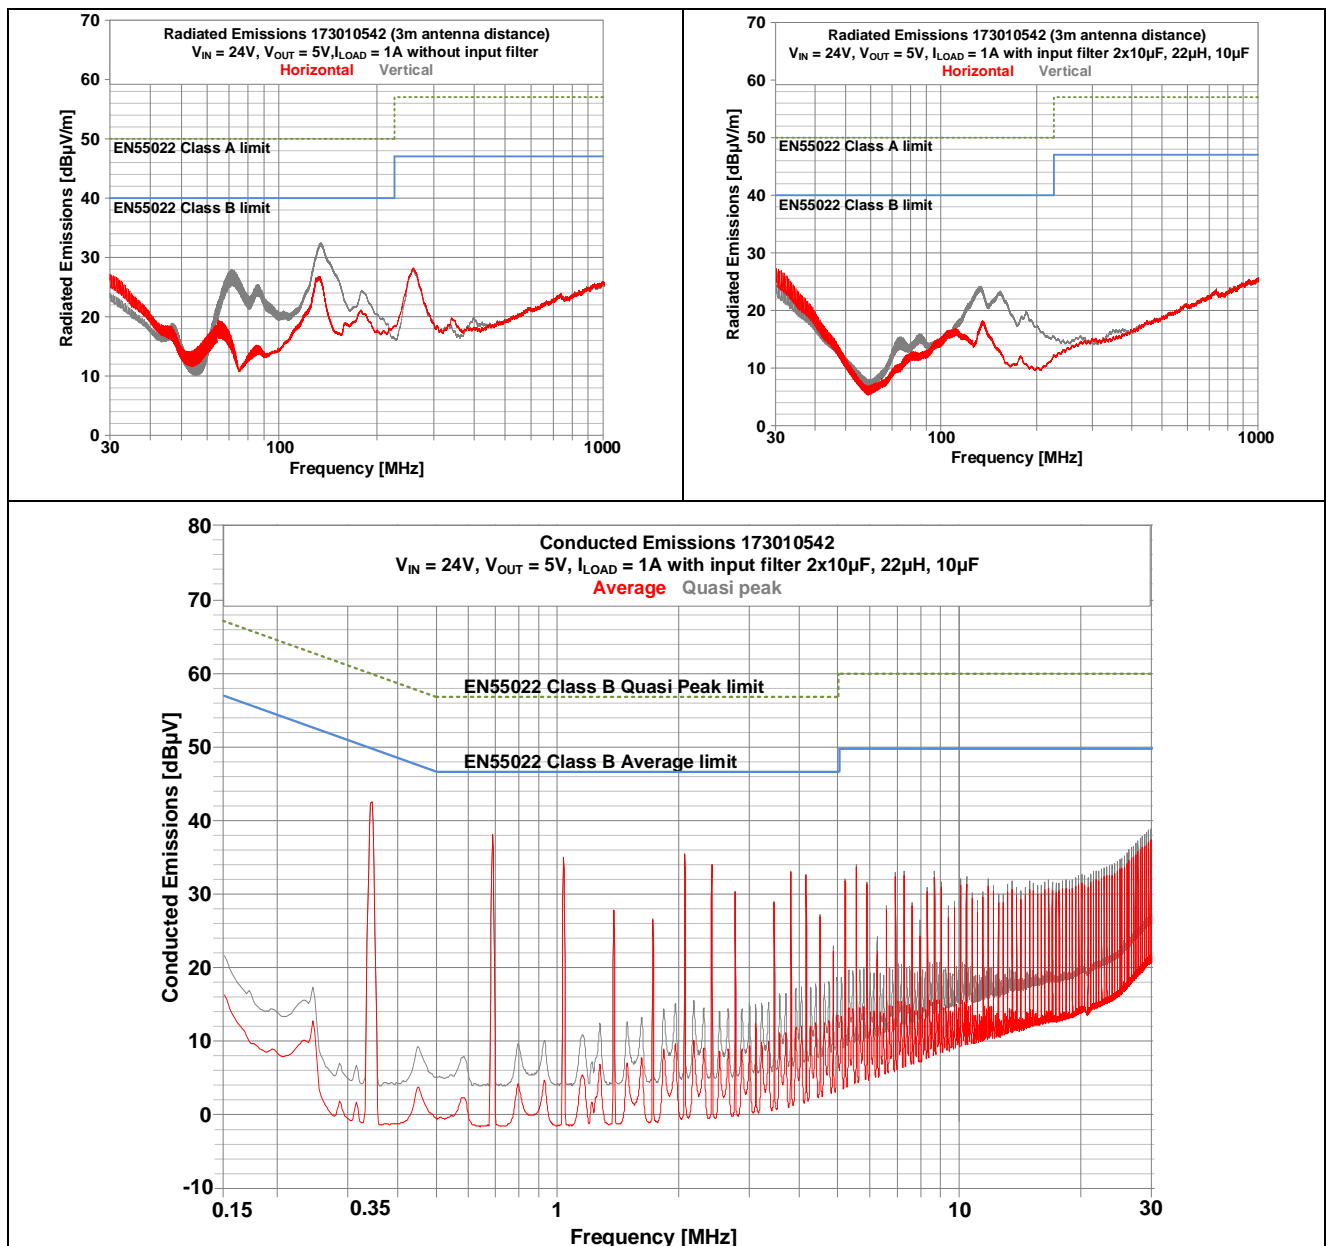 Radiated Emissions 173010542 (3m antenna distance)
VIN = 24V, VOUT = 5V,ILOAD = 1A without input filter
Horizontal Vertical
Radiated Emissions [dBµV/m]
70
60
50
40
30
20
10
0
EN55022 Class A limit
EN55022 Class B limit
30 100 1000
Frequency [MHz]
Radiated Emissions 173010542 (3m antenna distance)
VIN = 24V, VOUT = 5V, ILOAD = 1A with input filter 2x10µF, 22µH, 10µF
Horizontal Vertical
Radiated Emissions [dBµV/m]
70
60
50
40
30
20
10
0
EN55022 Class A limit
EN55022 Class B limit
30 100 1000
Frequency [MHz]
Conducted Emissions 173010542
VIN = 24V, VOUT = 5V, ILOAD = 1A with input filter 2x10µF, 22µH, 10µF
Average Quasi peak
Conducted Emissions [dBµV]
80
70
60
50
40
30
20
10
0
-10
EN55022 Class B Quasi Peak limit
EN55022 Class B Average limit
0.15 0.35 1 10 30
Frequency [MHz]